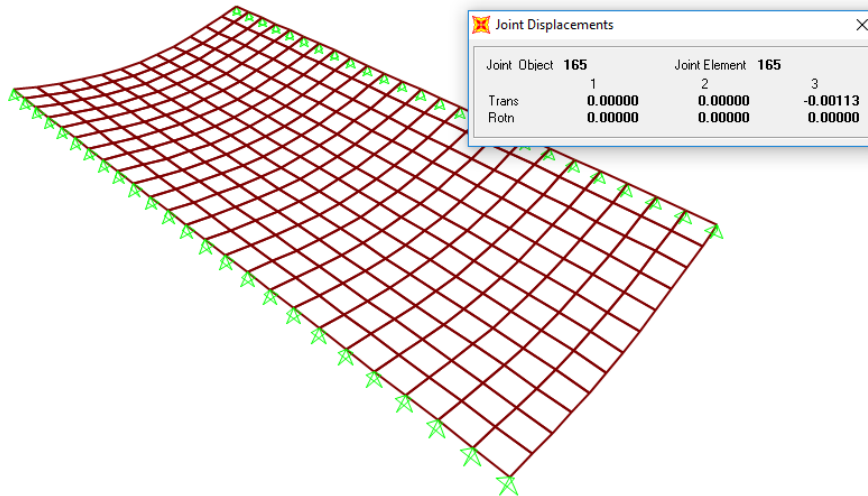 Joint Displacements
Joint Object 165 Joint Element 165
1 2 3
Trans 0.00000 0.00000 -0.00113
Rotn 0.00000 0.00000 0.00000